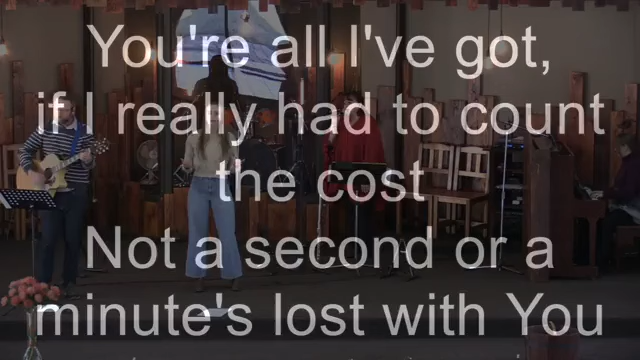 You're all I've got,
if I really had to count
the cost
Not a second or a
minute's lost with You